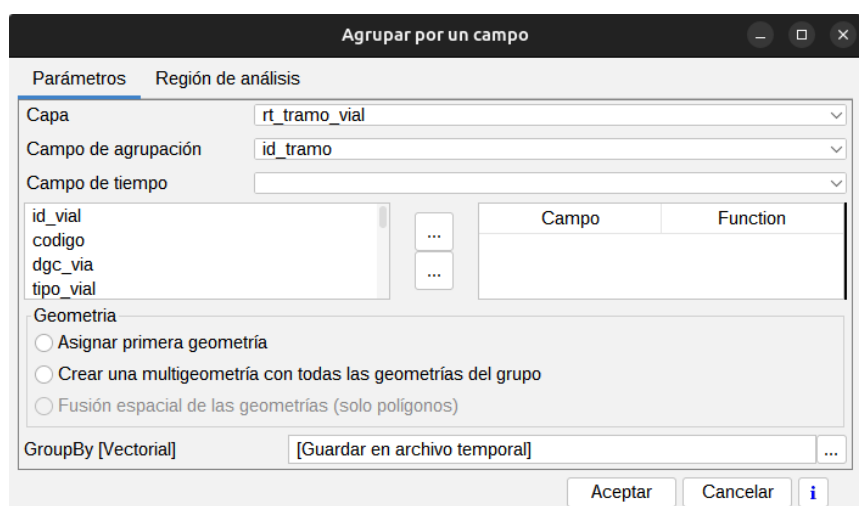 Agrupar por un campo
Parámetros Región de análisis
Capa rt_tramo_vial
Campo de agrupación id_tramo
Campo de tiempo
id_vial
codigo
dgc_via
tipo_vial
...
...
Campo Function
Geometria
Asignar primera geometría
Crear una multigeometría con todas las geometrías del grupo
Fusión espacial de las geometrías (solo polígonos)
GroupBy [Vectorial] [Guardar en archivo temporal] ...
Aceptar Cancelar i